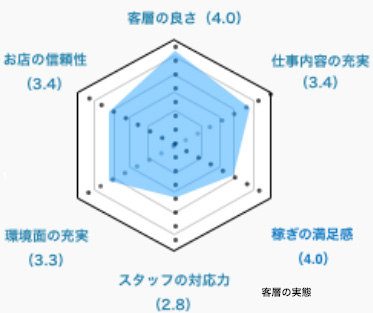 客層の良さ（4.0）
お店の信頼性
（3.4）
仕事内容の充実
（3.4）
環境面の充実
（3.3）
稼ぎの満足感
（4.0）
スタッフの対応力
（2.8）
客層の実態